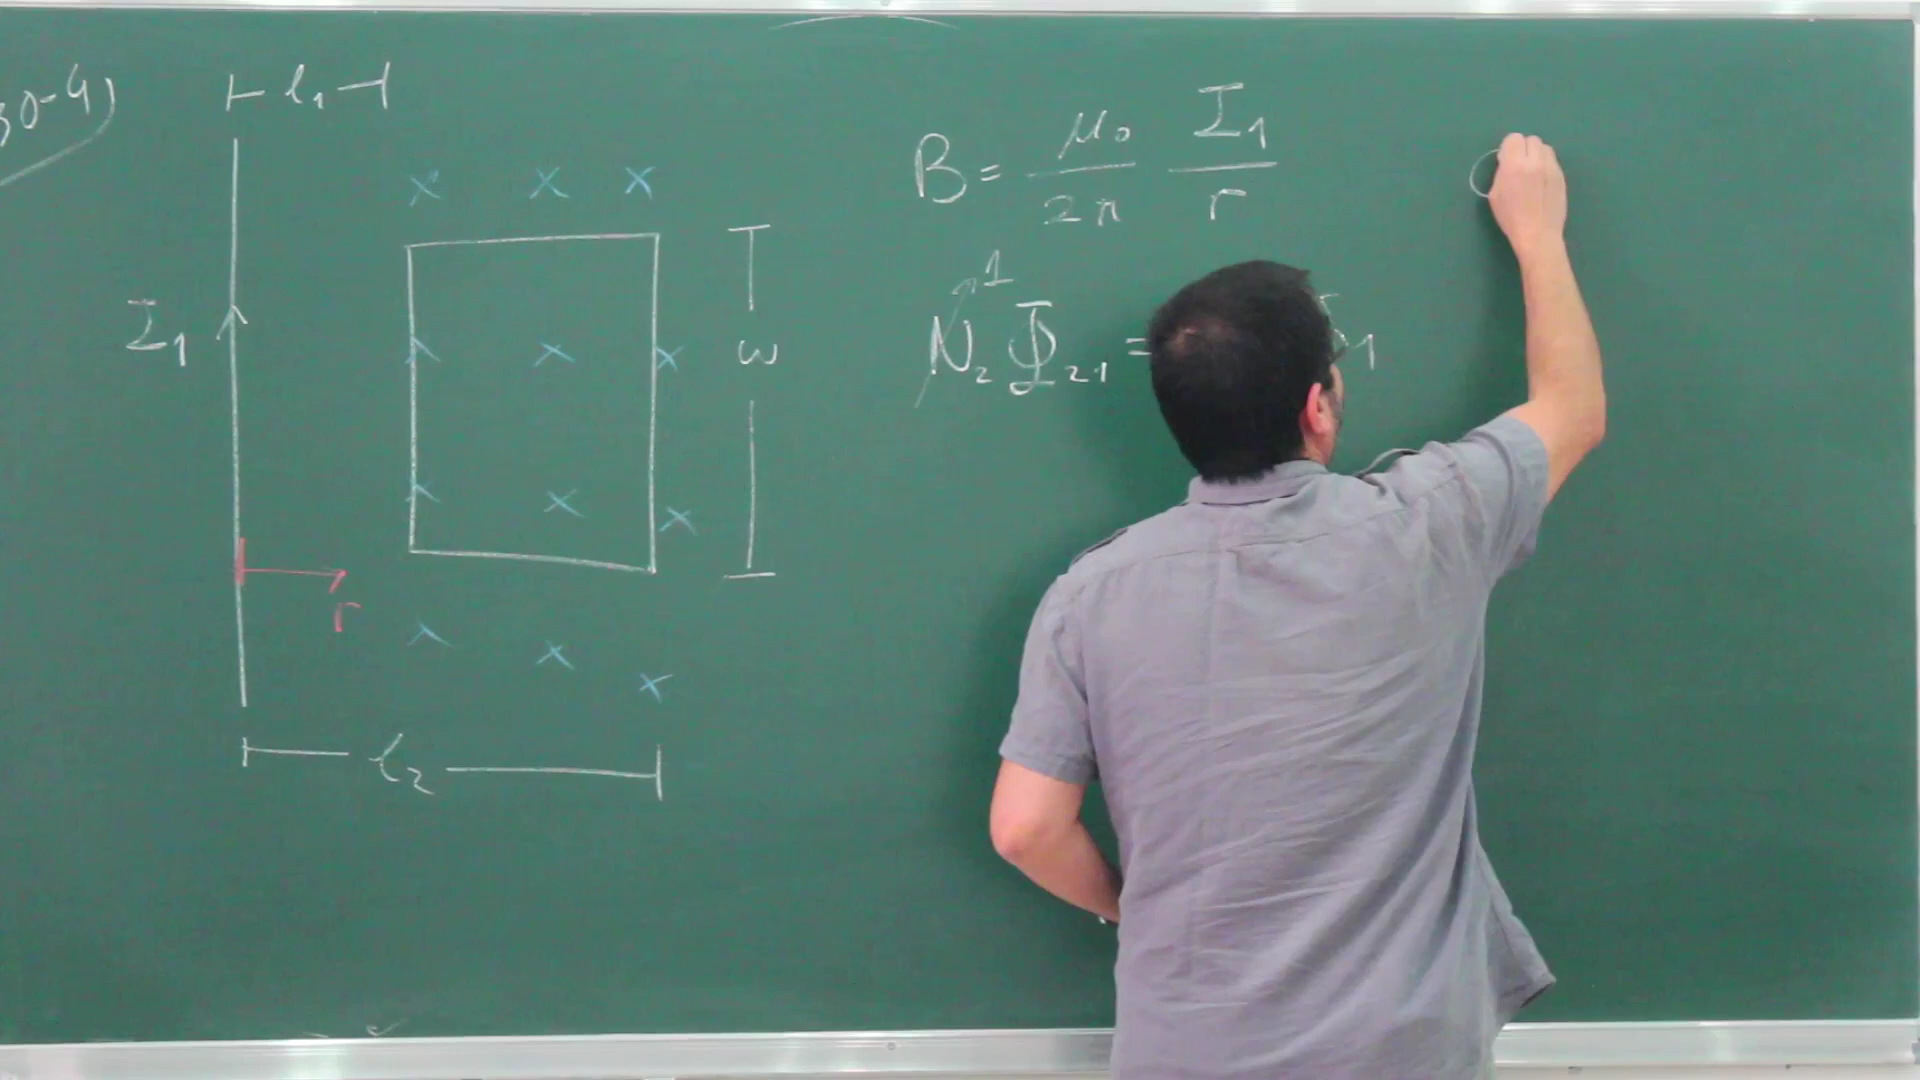 30-4)
l₁
I₁
r
w
l₂
B = μ₀/2π I₁/r
1
N₂ Φ₂₁ =